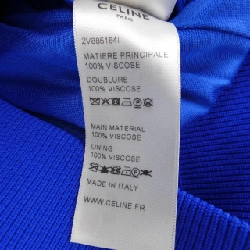 CELINE
PARIS
MATIERE PRINCIPALE
100% VISCOSE
DOUBLURE
100% VISCOSE
MAIN MATERIAL
100% VISCOSE
LINING
100% VISCOSE
MADE IN ITALY
WWW.CELINE.FR